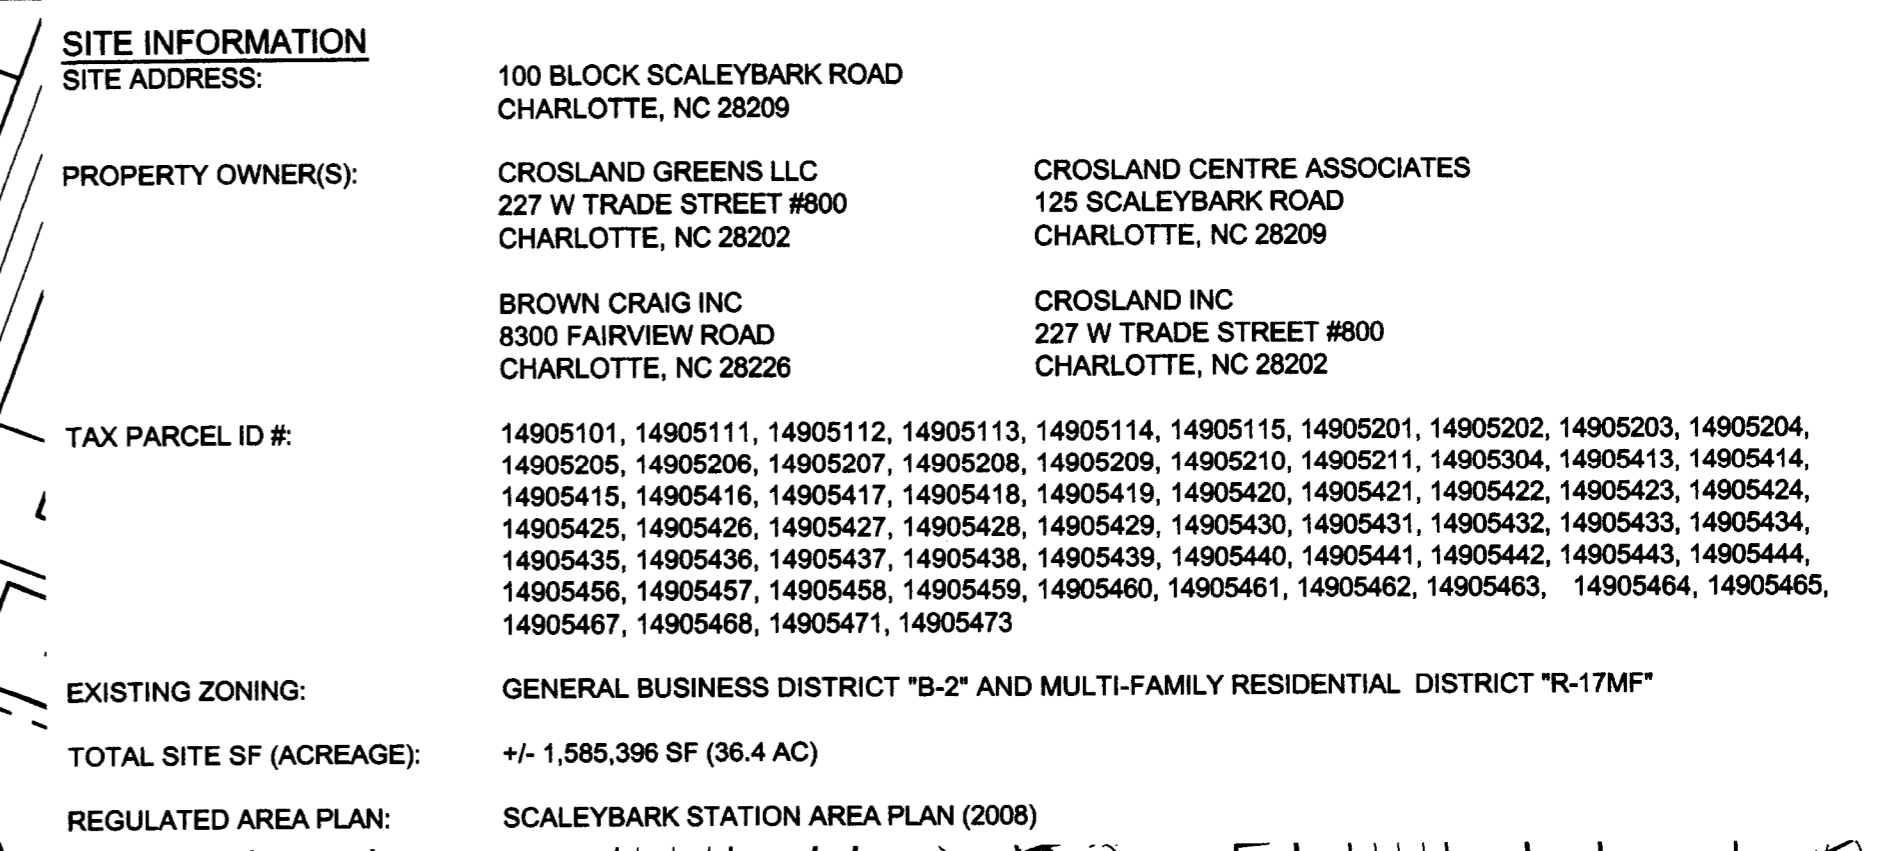 SITE INFORMATION
SITE ADDRESS: 100 BLOCK SCALEYBARK ROAD
CHARLOTTE, NC 28209
PROPERTY OWNER(S): CROSLAND GREENS LLC CROSLAND CENTRE ASSOCIATES
227 W TRADE STREET #800 125 SCALEYBARK ROAD
CHARLOTTE, NC 28202 CHARLOTTE, NC 28209
BROWN CRAIG INC CROSLAND INC
8300 FAIRVIEW ROAD 227 W TRADE STREET #800
CHARLOTTE, NC 28226 CHARLOTTE, NC 28202
TAX PARCEL ID #: 14905101, 14905111, 14905112, 14905113, 14905114, 14905115, 14905201, 14905202, 14905203, 14905204,
14905205, 14905206, 14905207, 14905208, 14905209, 14905210, 14905211, 14905304, 14905413, 14905414,
14905415, 14905416, 14905417, 14905418, 14905419, 14905420, 14905421, 14905422, 14905423, 14905424,
14905425, 14905426, 14905427, 14905428, 14905429, 14905430, 14905431, 14905432, 14905433, 14905434,
14905435, 14905436, 14905437, 14905438, 14905439, 14905440, 14905441, 14905442, 14905443, 14905444,
14905456, 14905457, 14905458, 14905459, 14905460, 14905461, 14905462, 14905463, 14905464, 14905465,
14905467, 14905468, 14905471, 14905473
EXISTING ZONING: GENERAL BUSINESS DISTRICT "B-2" AND MULTI-FAMILY RESIDENTIAL DISTRICT "R-17MF"
TOTAL SITE SF (ACREAGE): +/- 1,585,396 SF (36.4 AC)
REGULATED AREA PLAN: SCALEYBARK STATION AREA PLAN (2008)